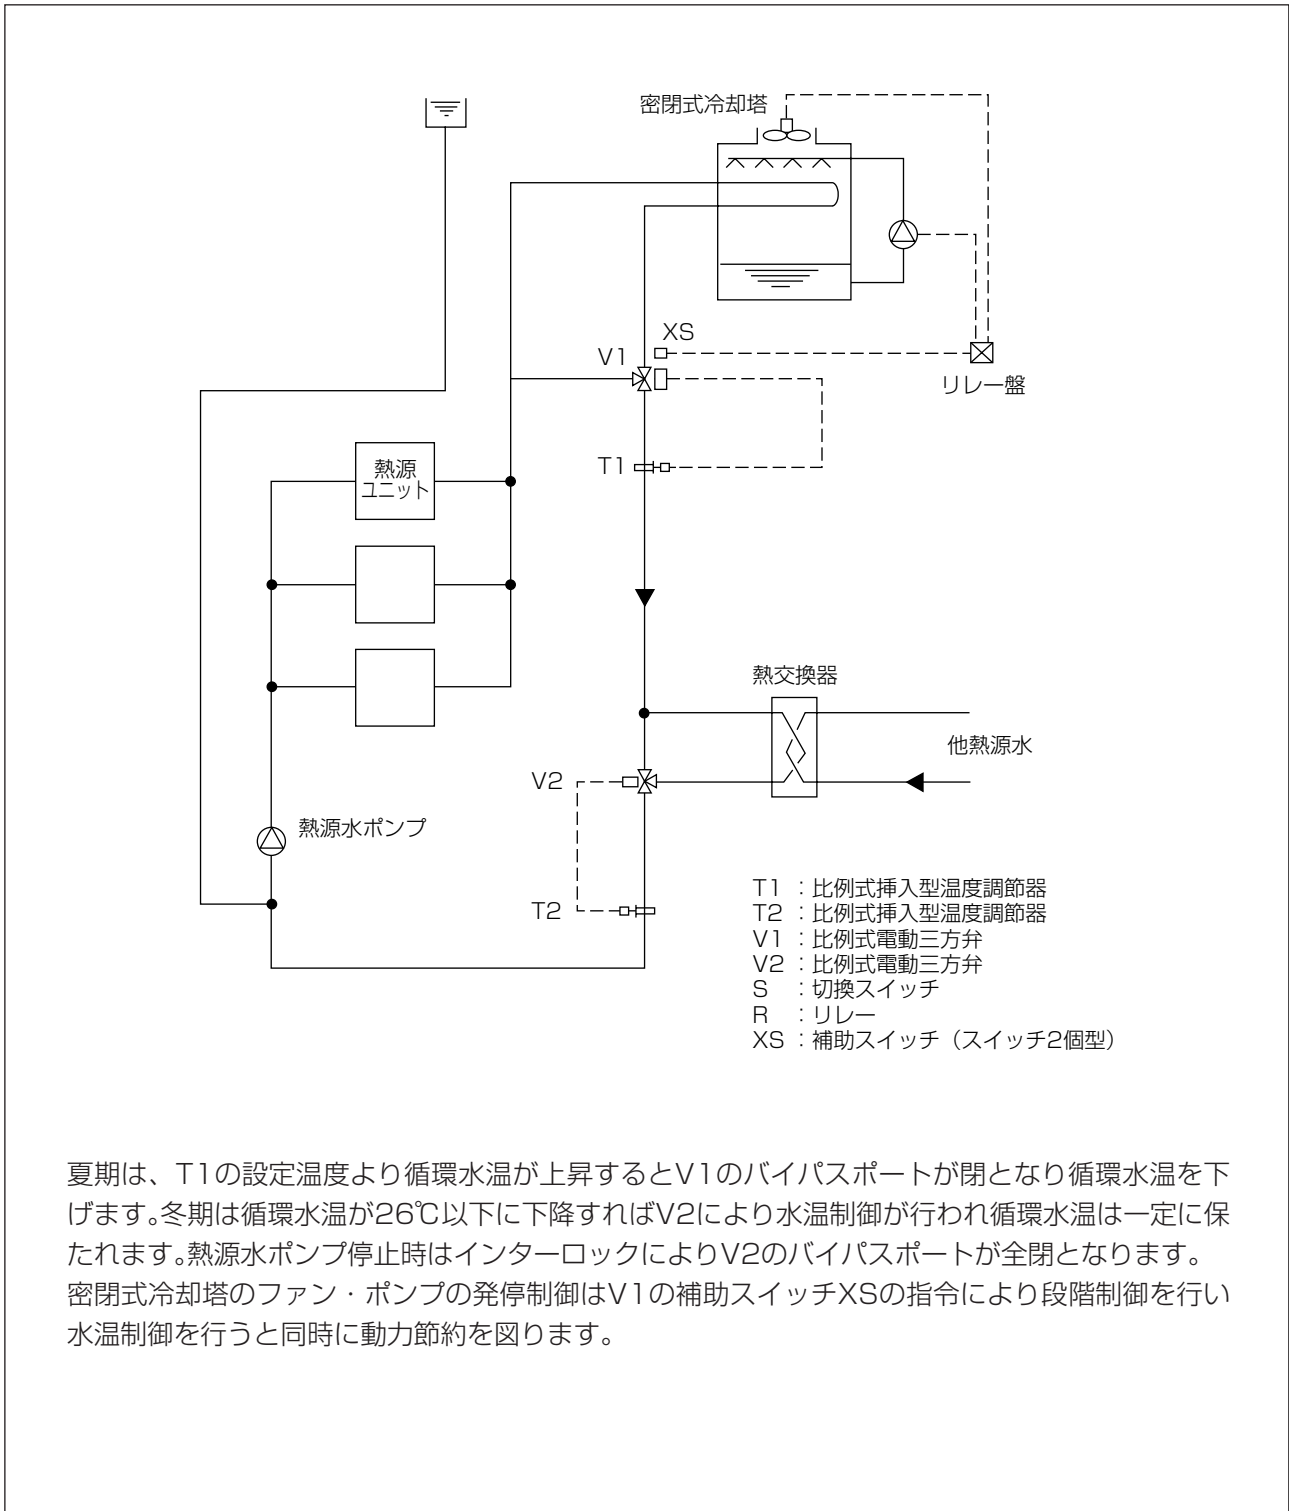 密閉式冷却塔
XS
V1
リレー盤
T1
熱源
ユニット
熱交換器
他熱源水
V2
熱源水ポンプ
T2
T1 : 比例式挿入型温度調節器
T2 : 比例式挿入型温度調節器
V1 : 比例式電動三方弁
V2 : 比例式電動三方弁
S : 切換スイッチ
R : リレー
XS : 補助スイッチ（スイッチ2個型）
夏期は、T1の設定温度より循環水温が上昇するとV1のバイパスポートが閉となり循環水温を下
げます。冬期は循環水温が26℃以下に下降すればV2により水温制御が行われ循環水温は一定に保
たれます。熱源水ポンプ停止時はインターロックによりV2のバイパスポートが全閉となります。
密閉式冷却塔のファン・ポンプの発停制御はV1の補助スイッチXSの指令により段階制御を行い
水温制御を行うと同時に動力節約を図ります。